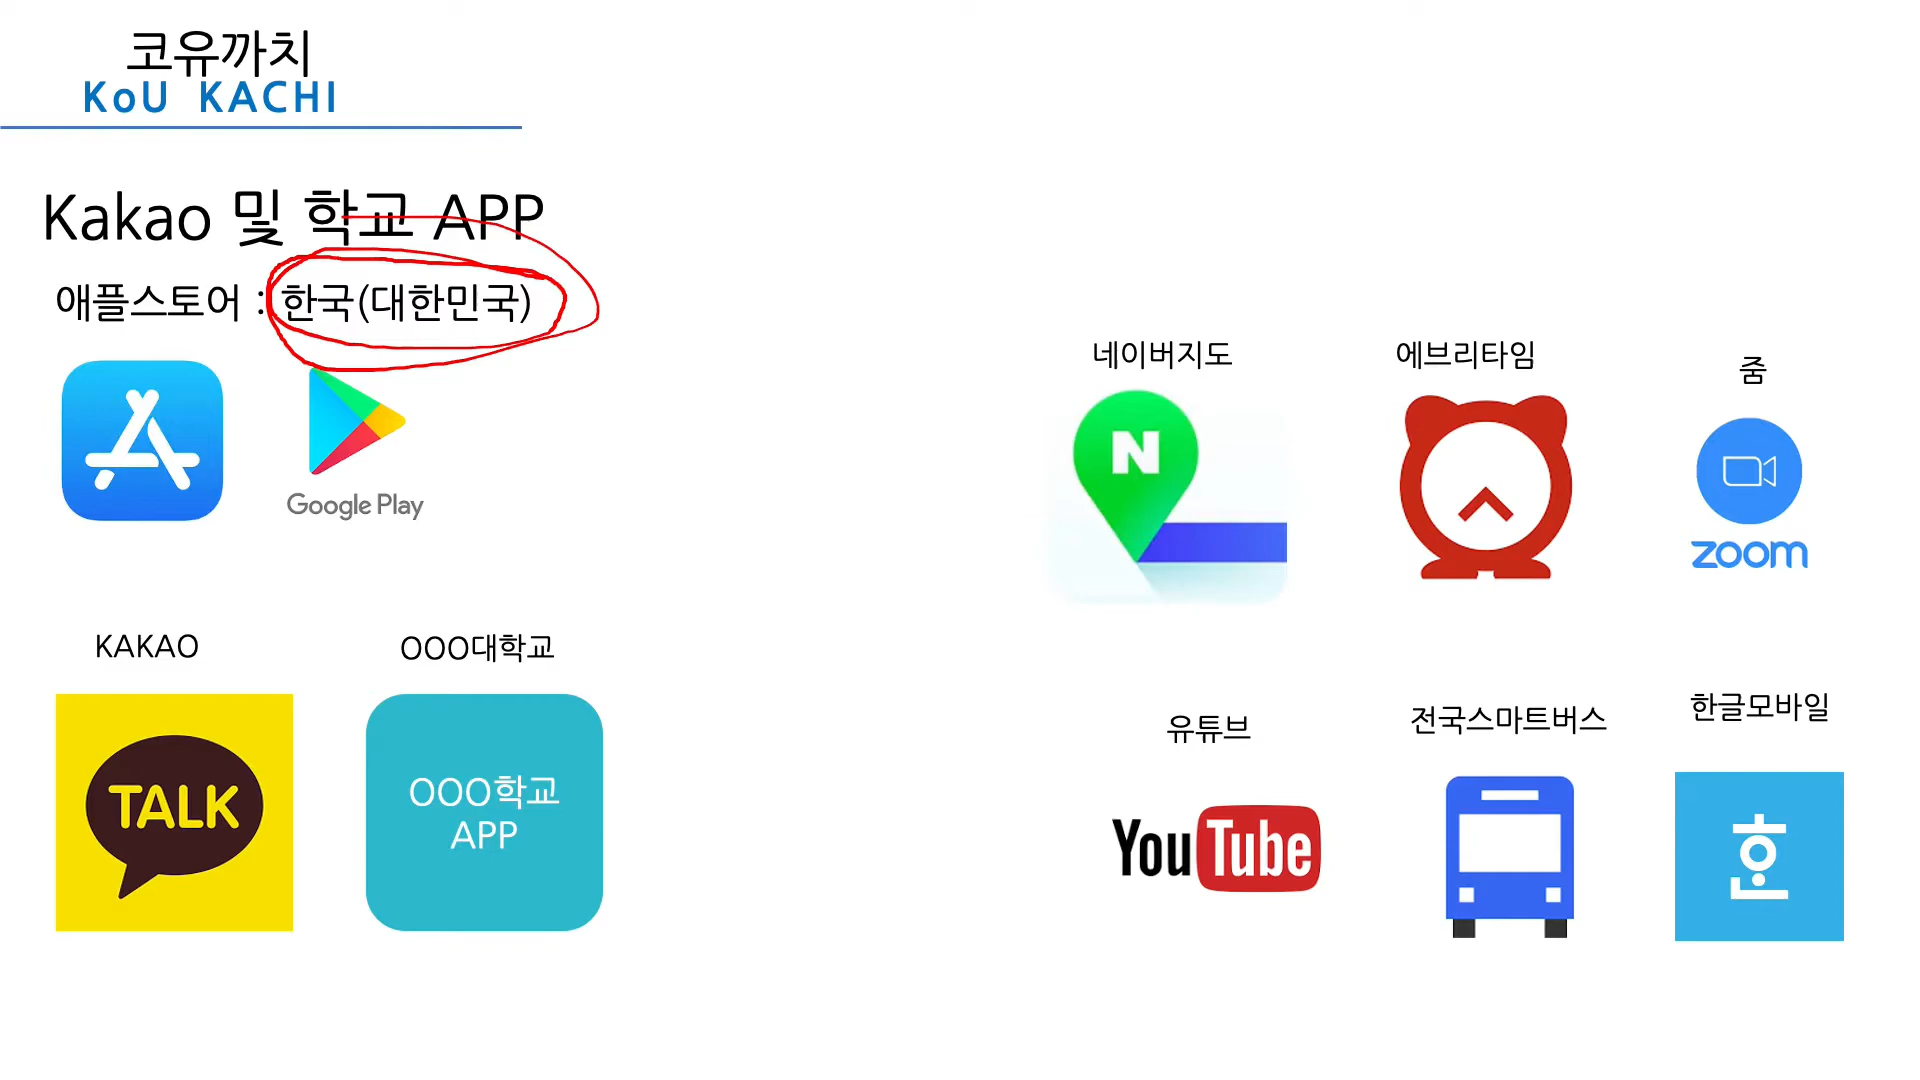 코유까치
KoU KACHI
Kakao 및 학교 APP
애플스토어 : 한국(대한민국)
Google Play
KAKAO
OOO대학교
TALK
OOO학교
APP
네이버지도
에브리타임
줌
N
zoom
유튜브
전국스마트버스
한글모바일
YouTube
한